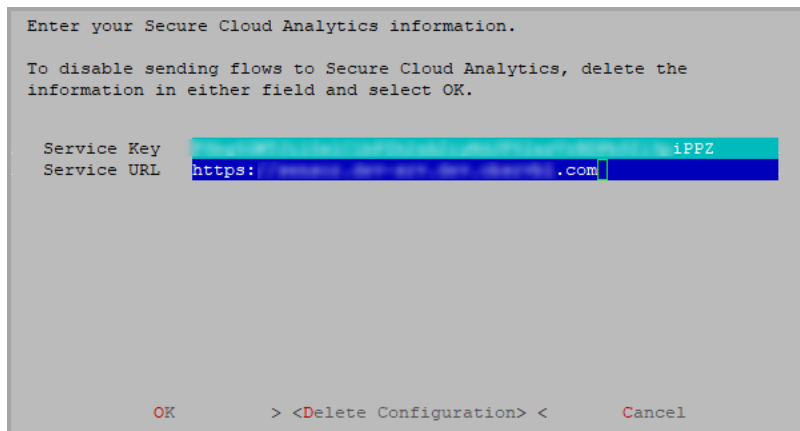 Enter your Secure Cloud Analytics information.
To disable sending flows to Secure Cloud Analytics, delete the
information in either field and select OK.
Service Key iPPZ
Service URL https: .com
OK > <Delete Configuration> < Cancel